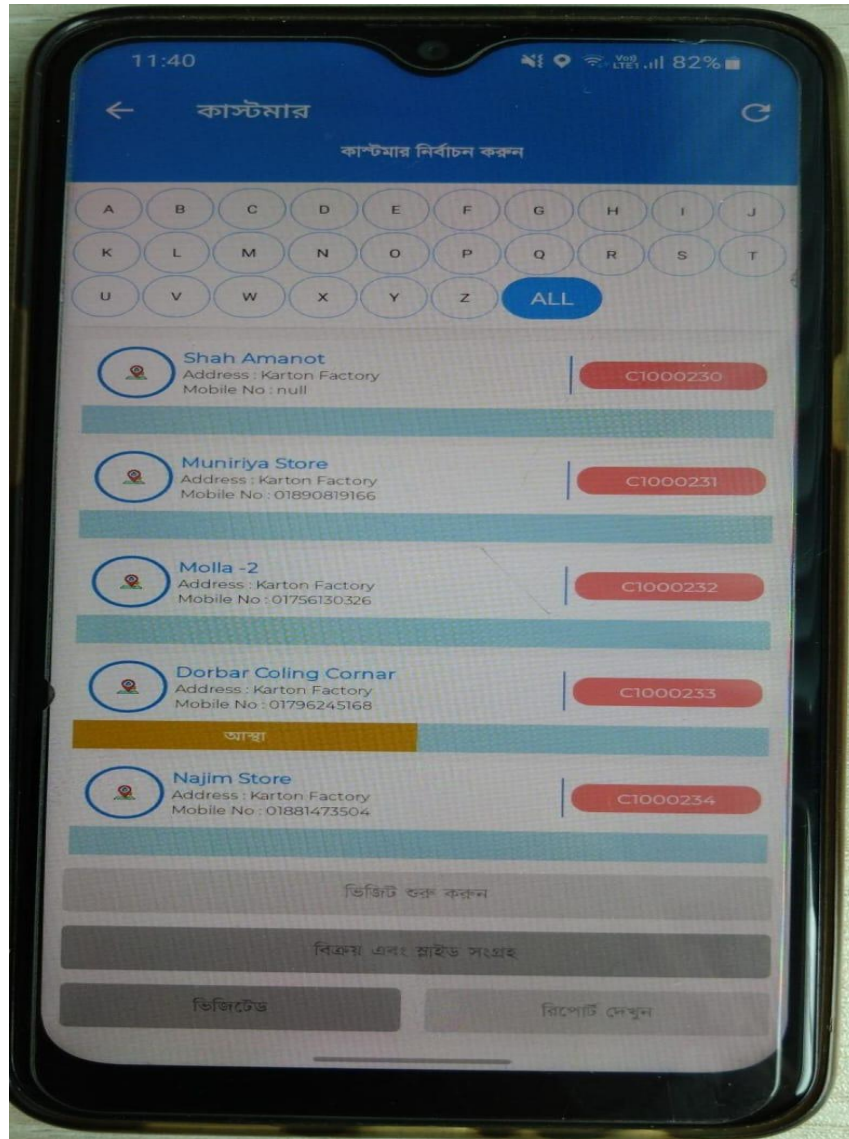 11:40 Vo)) LTE1 82%
কাস্টমার
কাস্টমার নির্বাচন করুন
A B C D E F G H I J
K L M N O P Q R S T
U V W X Y Z ALL
Shah Amanot
Address : Karton Factory
Mobile No : null
C1000230
Muniriya Store
Address : Karton Factory
Mobile No : 01890819166
C1000231
Molla -2
Address : Karton Factory
Mobile No : 01756130326
C1000232
Dorbar Coling Cornar
Address : Karton Factory
Mobile No : 01796245168
C1000233
আস্থা
Najim Store
Address : Karton Factory
Mobile No : 01881473504
C1000234
ভিজিট শুরু করুন
বিক্রয় এবং স্লাইড সংগ্রহ
ভিজিটেড রিপোর্ট দেখুন